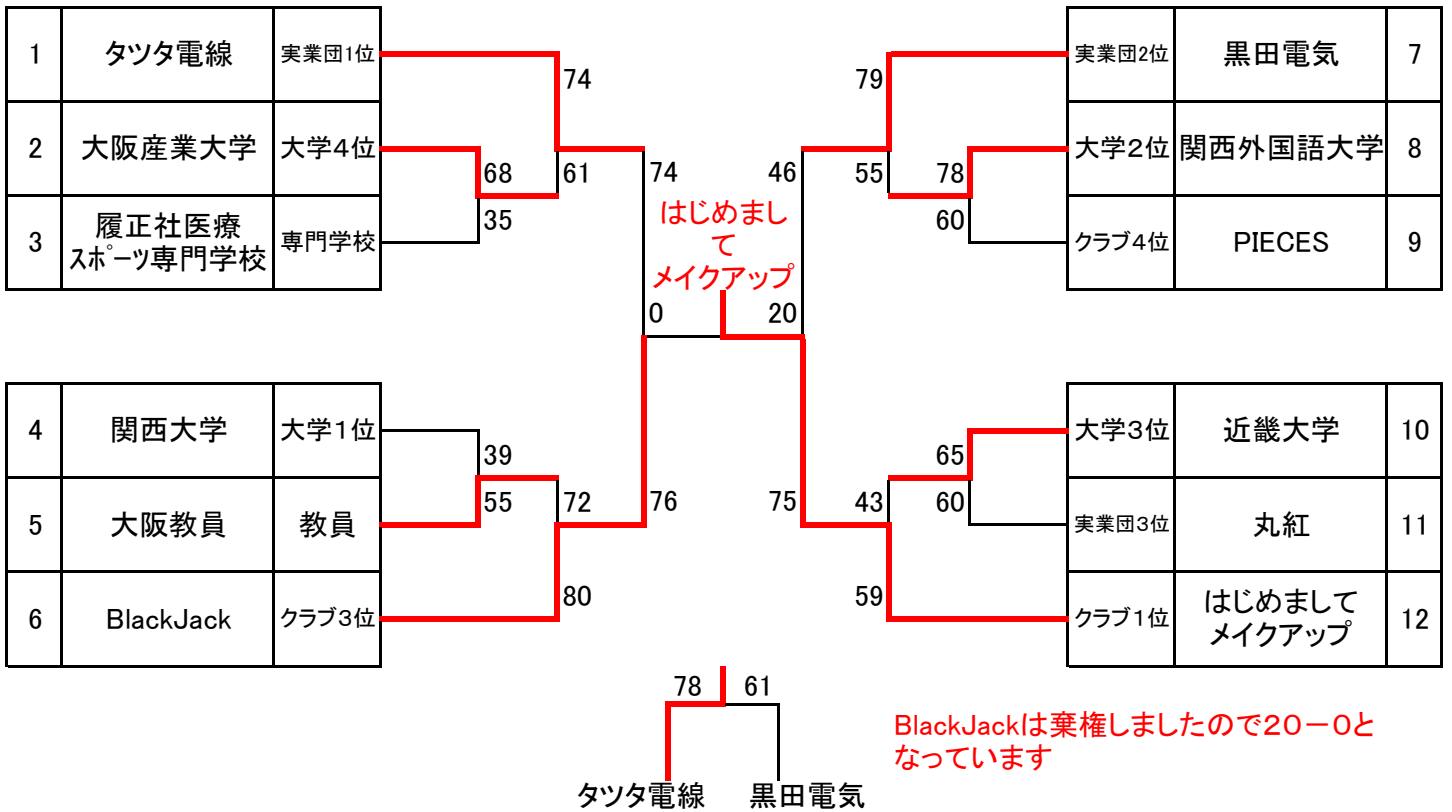 1 タツタ電線 実業団1位
2 大阪産業大学 大学4位
3 履正社医療
スポーツ専門学校 専門学校
74
68
61
35
74
46
79
55
78
60
実業団2位 黒田電気 7
大学2位 関西外国語大学 8
クラブ4位 PIECES 9
はじめまし
て
メイクアップ
0
20
4 関西大学 大学1位
5 大阪教員 教員
6 BlackJack クラブ3位
39
55
72
76
80
75
43
65
60
59
大学3位 近畿大学 10
実業団3位 丸紅 11
クラブ1位 はじめまして
メイクアップ 12
78 61
タツタ電線 黒田電気
BlackJackは棄権しましたので20-0と
なっています